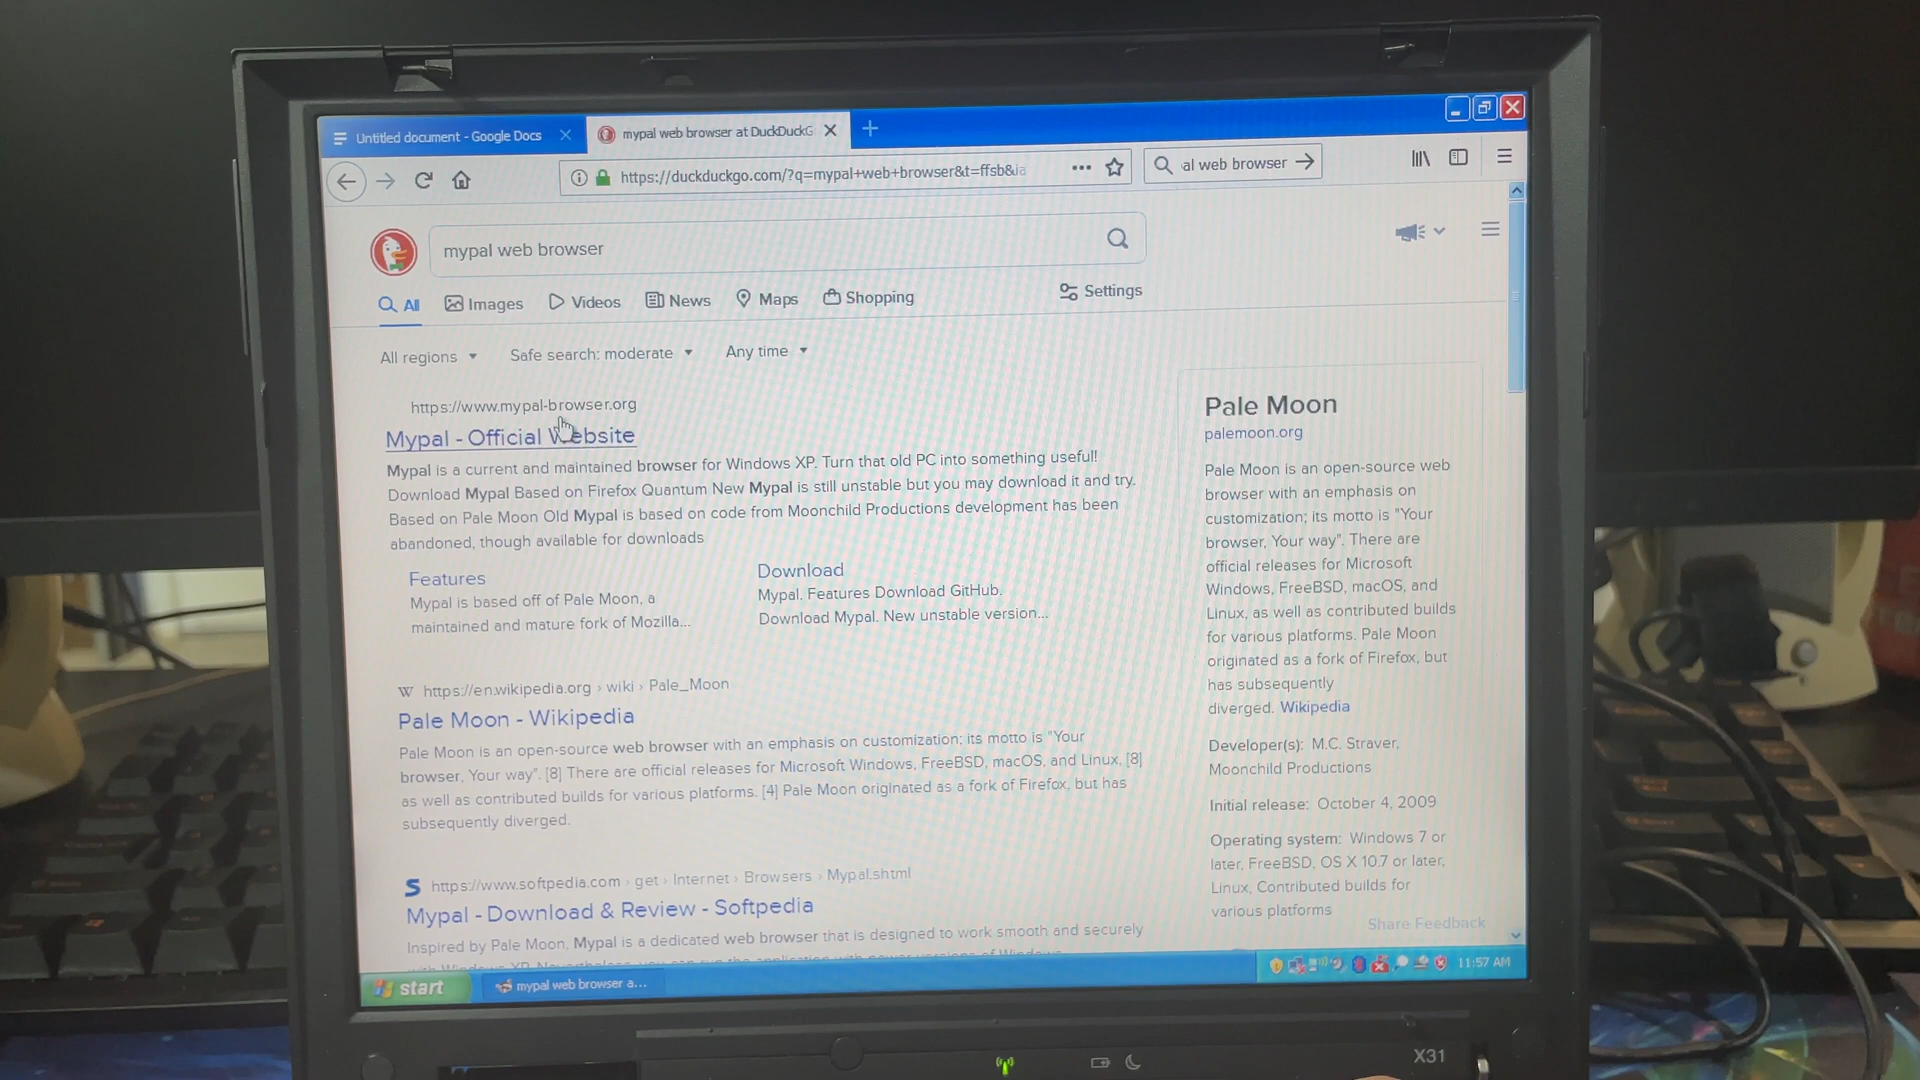 Untitled document - Google Docs
mypal web browser at DuckDuckG
https://duckduckgo.com/?q=mypal+web+browser&t=ffsb&ia
al web browser
mypal web browser
All
Images
Videos
News
Maps
Shopping
Settings
All regions
Safe search: moderate
Any time
https://www.mypal-browser.org
Mypal - Official Website
Mypal is a current and maintained browser for Windows XP. Turn that old PC into something useful!
Download Mypal Based on Firefox Quantum New Mypal is still unstable but you may download it and try.
Based on Pale Moon Old Mypal is based on code from Moonchild Productions development has been
abandoned, though available for downloads
Features
Mypal is based off of Pale Moon, a
maintained and mature fork of Mozilla...
Download
Mypal. Features Download GitHub.
Download Mypal. New unstable version...
W https://en.wikipedia.org › wiki › Pale_Moon
Pale Moon - Wikipedia
Pale Moon is an open-source web browser with an emphasis on customization; its motto is "Your
browser, Your way". [8] There are official releases for Microsoft Windows, FreeBSD, macOS, and Linux, [8]
as well as contributed builds for various platforms. [4] Pale Moon originated as a fork of Firefox, but has
subsequently diverged.
S https://www.softpedia.com › get › Internet › Browsers › Mypal.shtml
Mypal - Download & Review - Softpedia
Inspired by Pale Moon, Mypal is a dedicated web browser that is designed to work smooth and securely
Pale Moon
palemoon.org
Pale Moon is an open-source web
browser with an emphasis on
customization; its motto is "Your
browser, Your way". There are
official releases for Microsoft
Windows, FreeBSD, macOS, and
Linux, as well as contributed builds
for various platforms. Pale Moon
originated as a fork of Firefox, but
has subsequently
diverged. Wikipedia
Developer(s): M.C. Straver,
Moonchild Productions
Initial release: October 4, 2009
Operating system: Windows 7 or
later, FreeBSD, OS X 10.7 or later,
Linux, Contributed builds for
various platforms
Share Feedback
start
mypal web browser a...
11:57 AM
X31